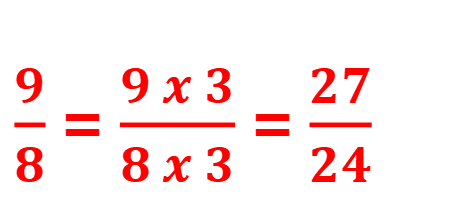 9/8 = 9 x 3/8 x 3 = 27/24